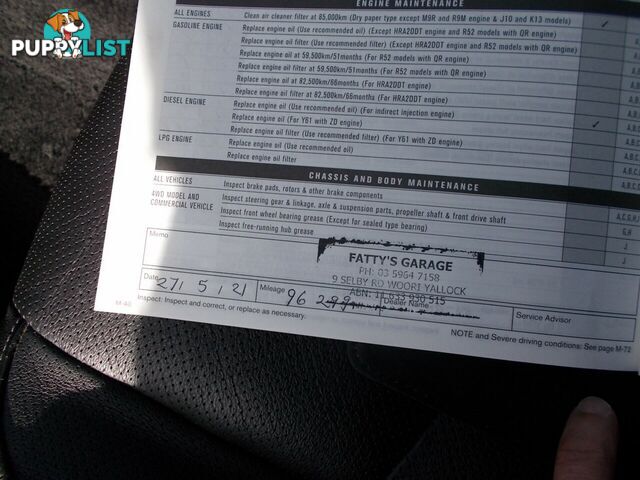 PUPPYLIST
ENGINE MAINTENANCE
ALL ENGINES Clean air cleaner filter at 85,000km (Dry paper type except M9R and R9M engine & J10 and K13 models) ✓
GASOLINE ENGINE Replace engine oil (Use recommended oil) (Except HRA2DDT engine and R52 models with QR engine)
Replace engine oil filter (Use recommended filter) (Except HRA2DDT engine and R52 models with QR engine)
Replace engine oil at 59,500km/51months (For R52 models with QR engine)
Replace engine oil filter at 59,500km/51months (For R52 models with QR engine)
Replace engine oil at 82,500km/66months (For HRA2DDT engine)
Replace engine oil filter at 82,500km/66months (For HRA2DDT engine)
DIESEL ENGINE Replace engine oil (Use recommended oil) (For indirect injection engine)
Replace engine oil (For Y61 with ZD engine) ✓
Replace engine oil filter (Use recommended filter) (For Y61 with ZD engine)
LPG ENGINE Replace engine oil (Use recommended oil)
Replace engine oil filter
CHASSIS AND BODY MAINTENANCE
ALL VEHICLES Inspect brake pads, rotors & other brake components
4WD MODEL AND COMMERCIAL VEHICLE Inspect steering gear & linkage, axle & suspension parts, propeller shaft & front drive shaft
Inspect front wheel bearing grease (Except for sealed type bearing) G,H
Inspect free-running hub grease J
Memo
FATTY'S GARAGE
PH: 03 5964 7158
9 SELBY RD WOORI YALLOCK
ABN: 11 833 030 515
Date 27/ 5 / 21 Mileage 96 299 Dealer Name Service Advisor
M-40
Inspect: Inspect and correct, or replace as necessary.
NOTE and Severe driving conditions: See page M-72